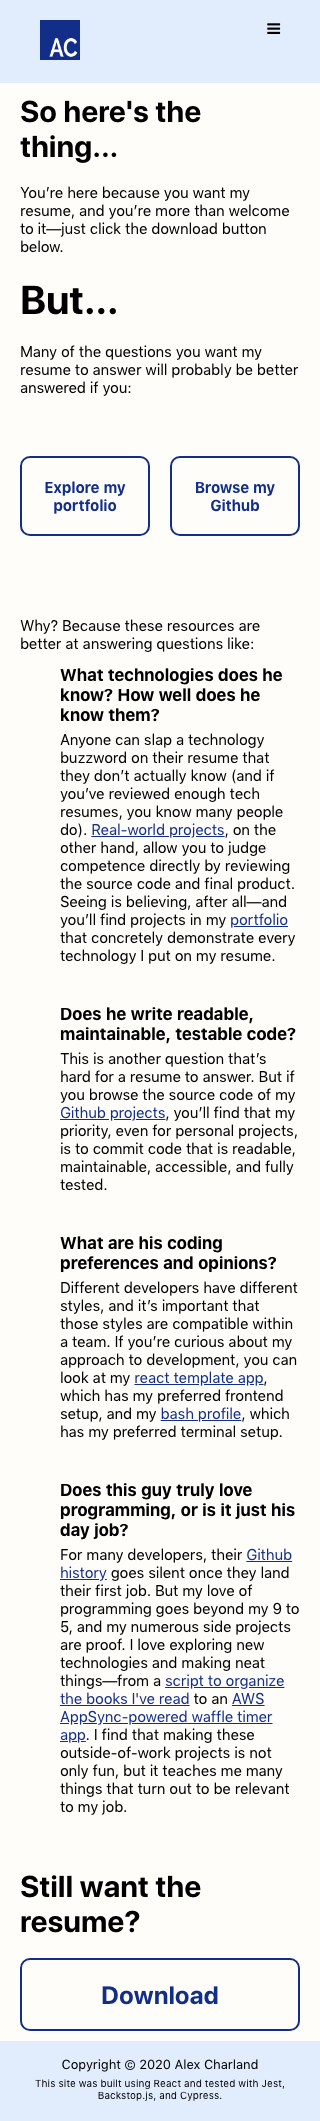 AC
So here's the
thing...
You’re here because you want my
resume, and you’re more than welcome
to it—just click the download button
below.
But...
Many of the questions you want my
resume to answer will probably be better
answered if you:
Explore my
portfolio
Browse my
Github
Why? Because these resources are
better at answering questions like:
What technologies does he
know? How well does he
know them?
Anyone can slap a technology
buzzword on their resume that
they don’t actually know (and if
you’ve reviewed enough tech
resumes, you know many people
do). Real-world projects, on the
other hand, allow you to judge
competence directly by reviewing
the source code and final product.
Seeing is believing, after all—and
you’ll find projects in my portfolio
that concretely demonstrate every
technology I put on my resume.
Does he write readable,
maintainable, testable code?
This is another question that’s
hard for a resume to answer. But if
you browse the source code of my
Github projects, you’ll find that my
priority, even for personal projects,
is to commit code that is readable,
maintainable, accessible, and fully
tested.
What are his coding
preferences and opinions?
Different developers have different
styles, and it’s important that
those styles are compatible within
a team. If you’re curious about my
approach to development, you can
look at my react template app,
which has my preferred frontend
setup, and my bash profile, which
has my preferred terminal setup.
Does this guy truly love
programming, or is it just his
day job?
For many developers, their Github
history goes silent once they land
their first job. But my love of
programming goes beyond my 9 to
5, and my numerous side projects
are proof. I love exploring new
technologies and making neat
things—from a script to organize
the books I've read to an AWS
AppSync-powered waffle timer
app. I find that making these
outside-of-work projects is not
only fun, but it teaches me many
things that turn out to be relevant
to my job.
Still want the
resume?
Download
Copyright © 2020 Alex Charland
This site was built using React and tested with Jest,
Backstop.js, and Cypress.